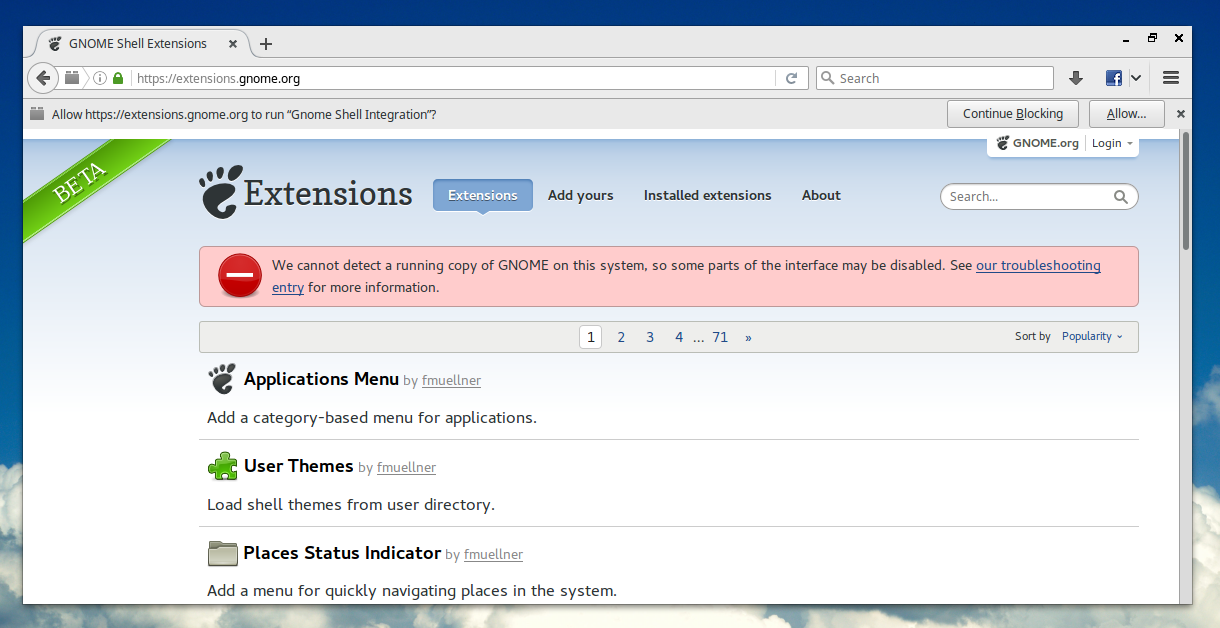 GNOME Shell Extensions
https://extensions.gnome.org
Search
Allow https://extensions.gnome.org to run “Gnome Shell Integration”?
Continue Blocking
Allow...
BETA
GNOME.org
Login
Extensions
Extensions
Add yours
Installed extensions
About
Search...
We cannot detect a running copy of GNOME on this system, so some parts of the interface may be disabled. See our troubleshooting
entry for more information.
1 2 3 4 ... 71 »
Sort by Popularity
Applications Menu by fmuellner
Add a category-based menu for applications.
User Themes by fmuellner
Load shell themes from user directory.
Places Status Indicator by fmuellner
Add a menu for quickly navigating places in the system.